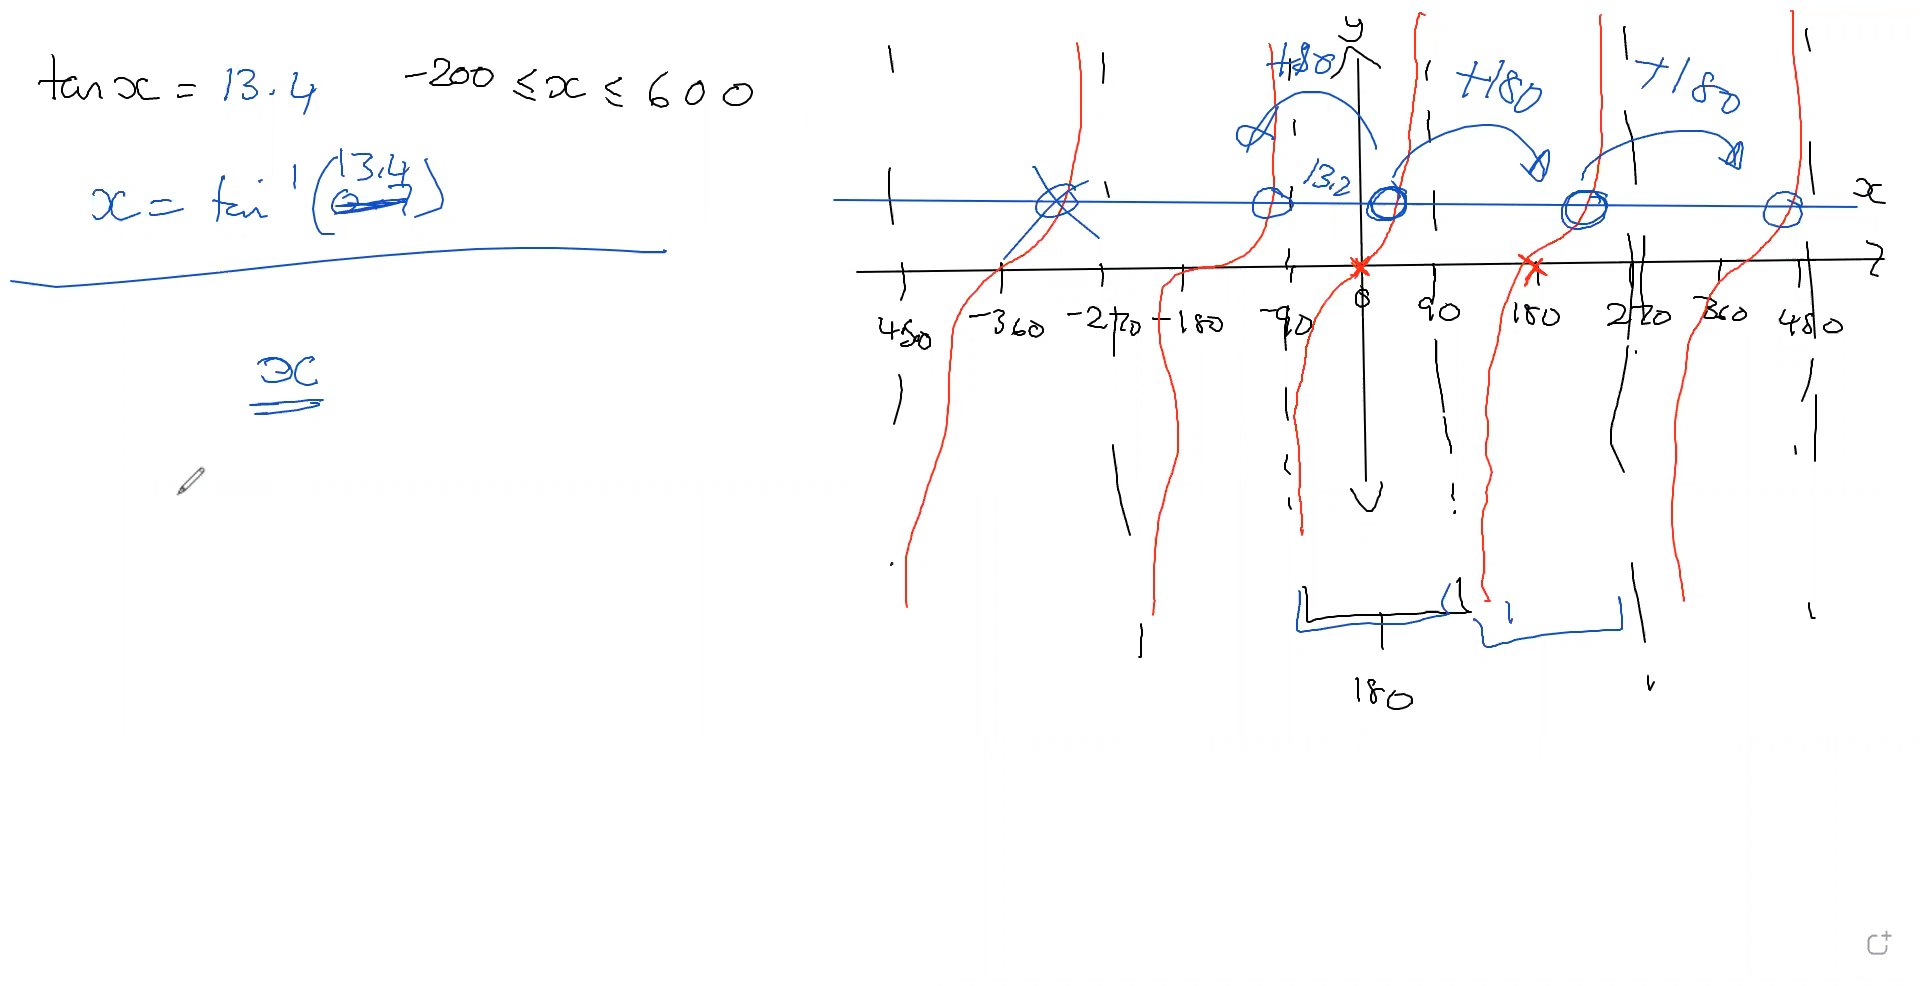 tan x = 13.4 -200 ≤ x ≤ 600
x = tan⁻¹ (13.4)
x
y
+180 +180 +180
13.2
x
450 -360 -270 -180 -90 0 90 180 270 360 480
180